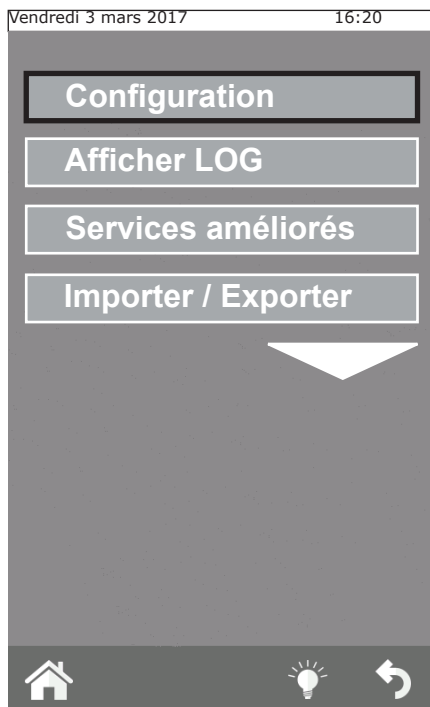 Vendredi 3 mars 2017 16:20
Configuration
Afficher LOG
Services améliorés
Importer / Exporter